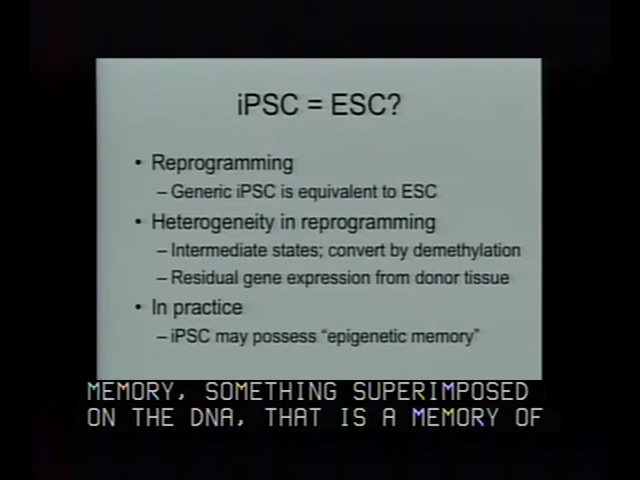 iPSC = ESC?
• Reprogramming
– Generic iPSC is equivalent to ESC
• Heterogeneity in reprogramming
– Intermediate states; convert by demethylation
– Residual gene expression from donor tissue
• In practice
– iPSC may possess “epigenetic memory”
MEMORY, SOMETHING SUPERIMPOSED
ON THE DNA, THAT IS A MEMORY OF